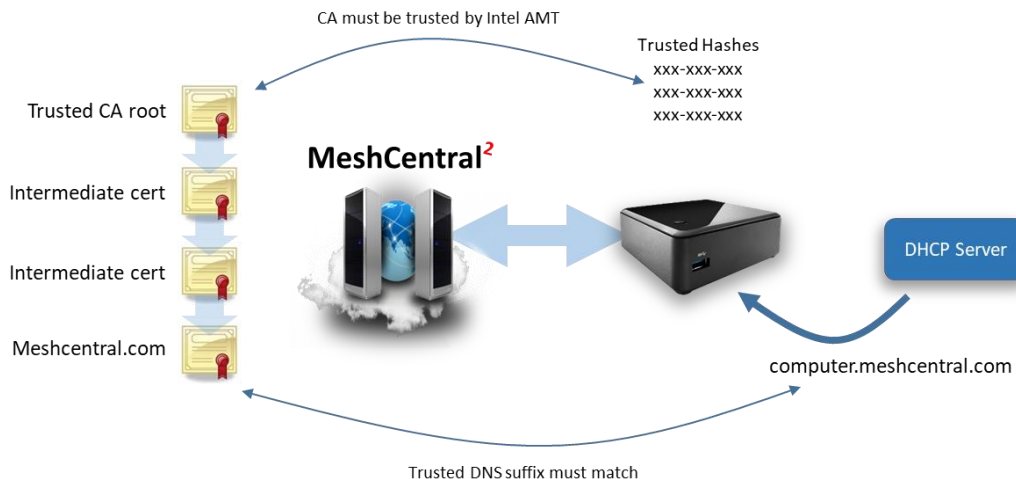 CA must be trusted by Intel AMT
Trusted Hashes
xxx-xxx-xxx
xxx-xxx-xxx
xxx-xxx-xxx
Trusted CA root
MeshCentral2
Intermediate cert
Intermediate cert
DHCP Server
Meshcentral.com
computer.meshcentral.com
Trusted DNS suffix must match